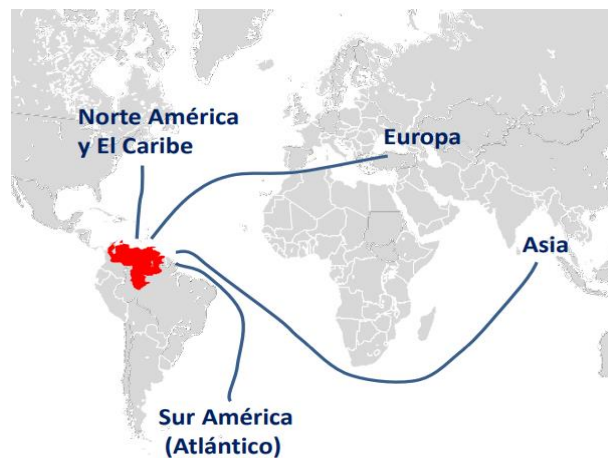 Norte América
y El Caribe
Europa
Asia
Sur América
(Atlántico)